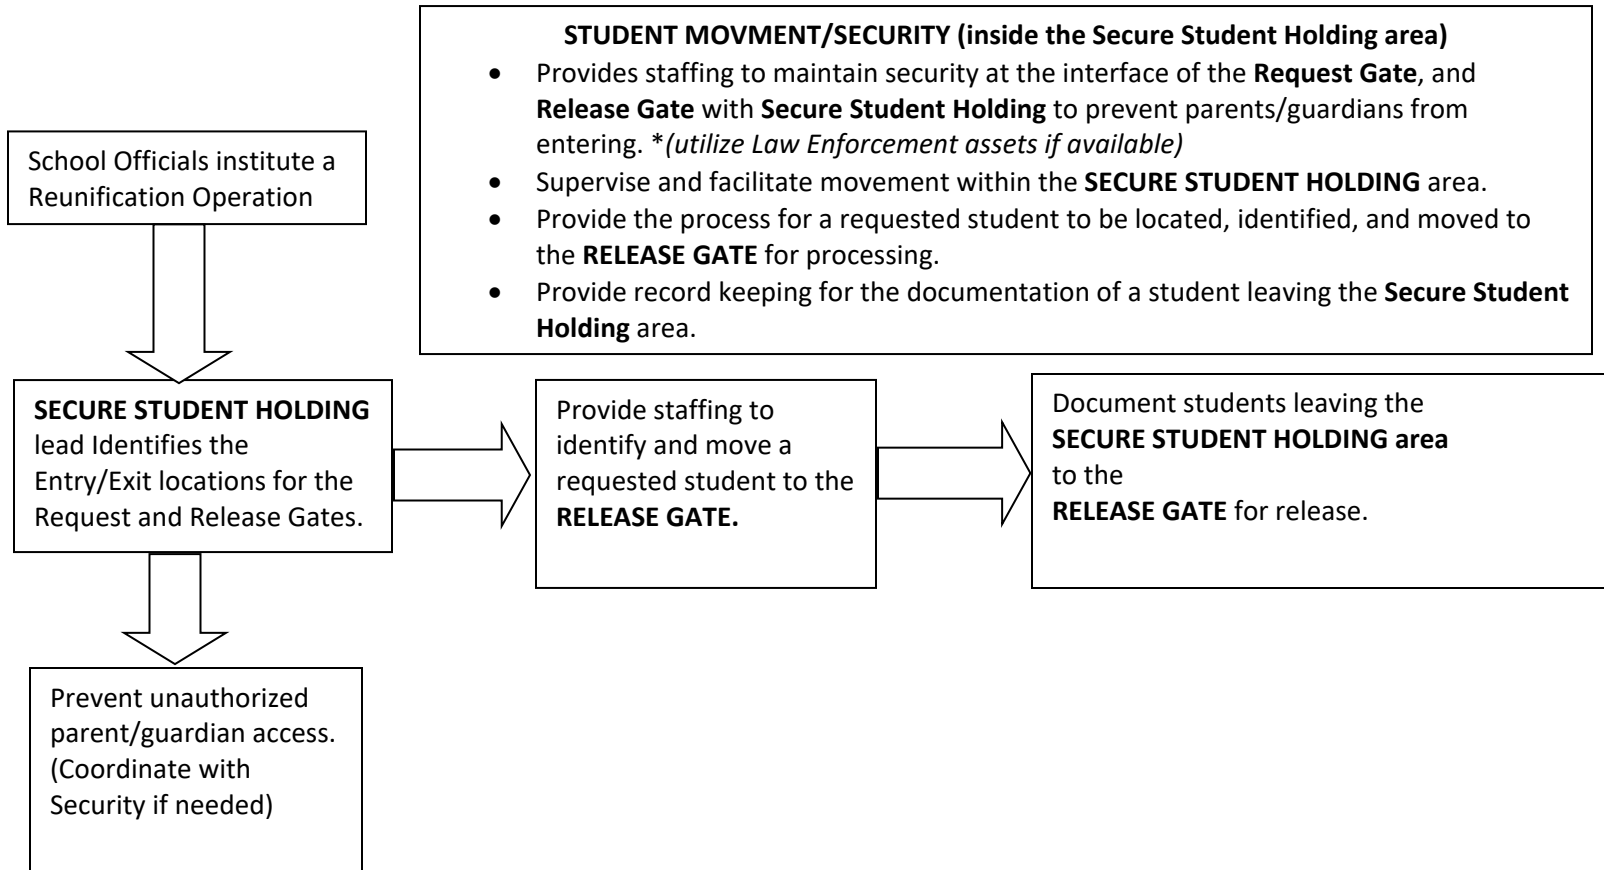 STUDENT MOVMENT/SECURITY (inside the Secure Student Holding area)
• Provides staffing to maintain security at the interface of the Request Gate, and
Release Gate with Secure Student Holding to prevent parents/guardians from
entering. *(utilize Law Enforcement assets if available)
• Supervise and facilitate movement within the SECURE STUDENT HOLDING area.
• Provide the process for a requested student to be located, identified, and moved to
the RELEASE GATE for processing.
• Provide record keeping for the documentation of a student leaving the Secure Student
Holding area.
School Officials institute a
Reunification Operation
SECURE STUDENT HOLDING
lead Identifies the
Entry/Exit locations for the
Request and Release Gates.
Provide staffing to
identify and move a
requested student to the
RELEASE GATE.
Document students leaving the
SECURE STUDENT HOLDING area
to the
RELEASE GATE for release.
Prevent unauthorized
parent/guardian access.
(Coordinate with
Security if needed)